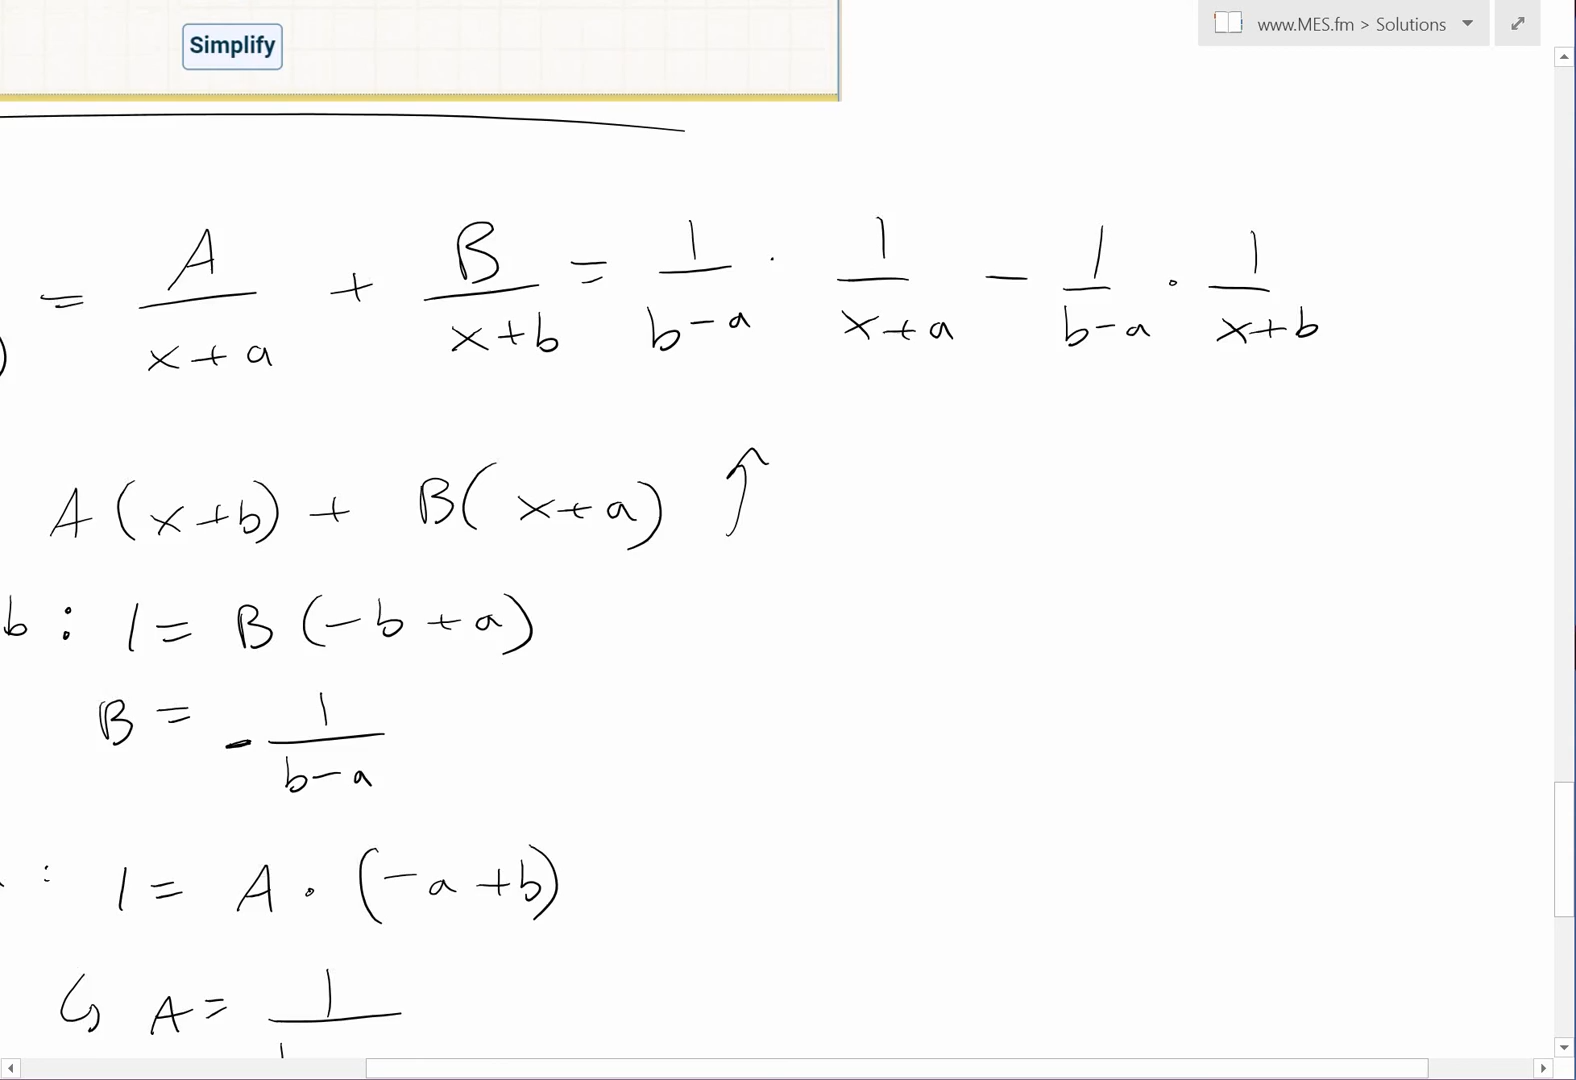 Simplify
www.MES.fm > Solutions
) = A/(x+a) + B/(x+b) = 1/(b-a) · 1/(x+a) - 1/(b-a) · 1/(x+b)
A(x+b) + B(x+a) ↑
b : 1 = B(-b+a)
B = -1/(b-a)
: 1 = A · (-a+b)
↳ A = 1